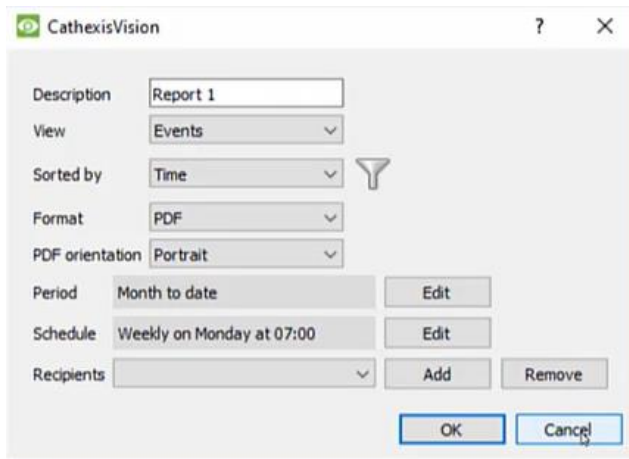 CathexisVision ? ×
Description Report 1
View Events
Sorted by Time
Format PDF
PDF orientation Portrait
Period Month to date Edit
Schedule Weekly on Monday at 07:00 Edit
Recipients Add Remove
OK Cancel